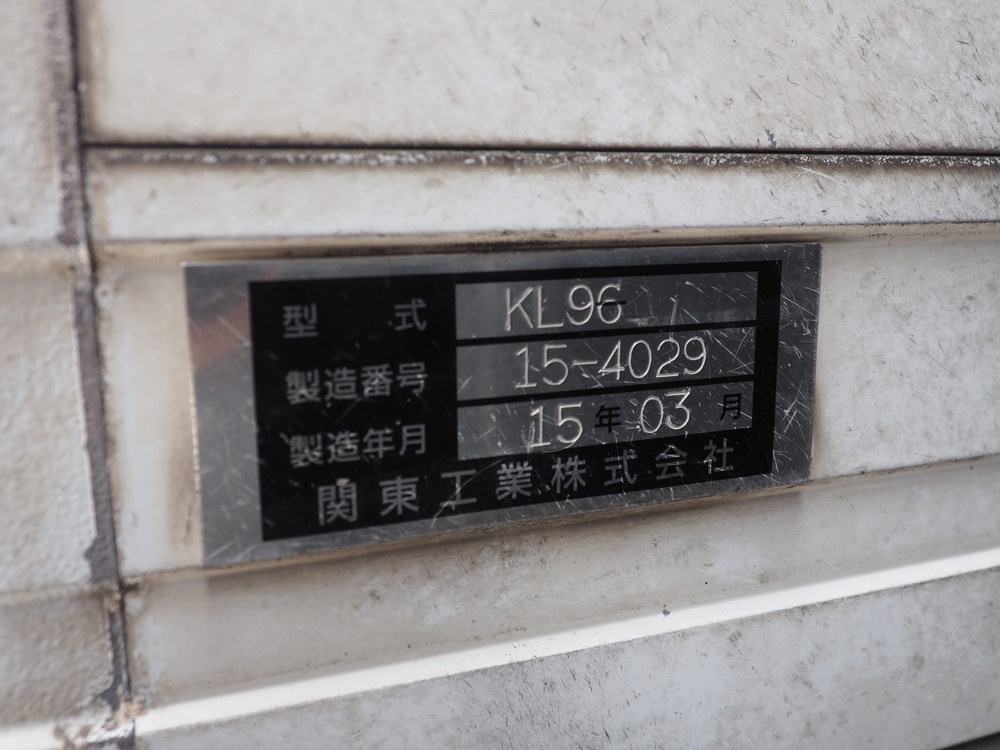 型式 KL96
製造番号 15-4029
製造年月 15年03月
関東工業株式会社